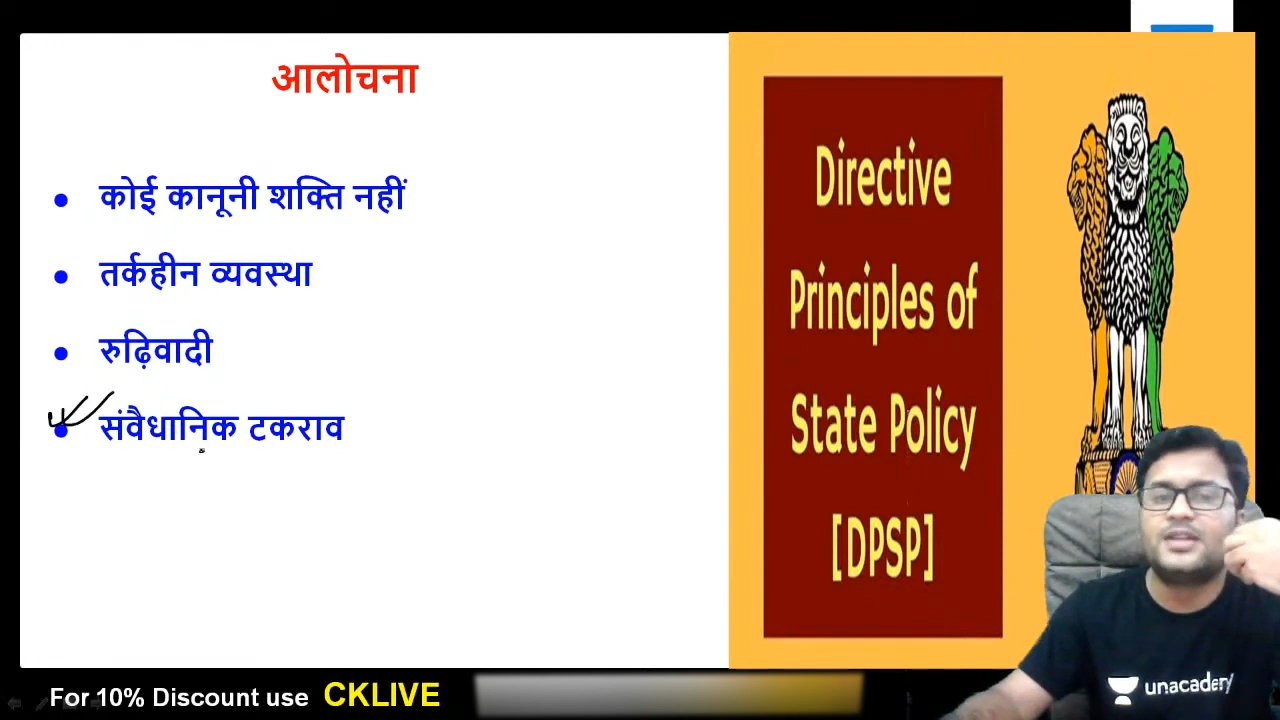 आलोचना
• कोई कानूनी शक्ति नहीं
• तर्कहीन व्यवस्था
• रुढ़िवादी
• संवैधानिक टकराव
Directive
Principles of
State Policy
[DPSP]
unacademy
For 10% Discount use CKLIVE